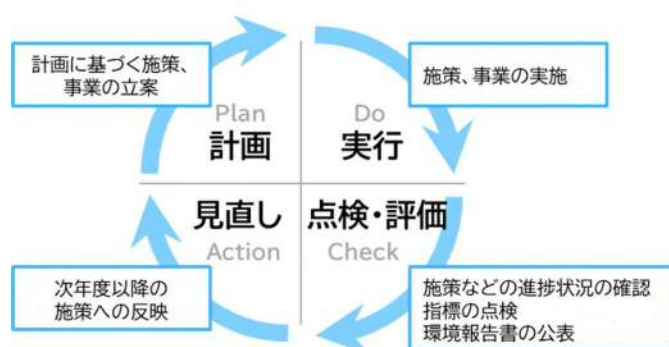 計画に基づく施策、
事業の立案
施策、事業の実施
Plan
計画
Do
実行
見直し
Action
点検・評価
Check
次年度以降の
施策への反映
施策などの進捗状況の確認
指標の点検
環境報告書の公表